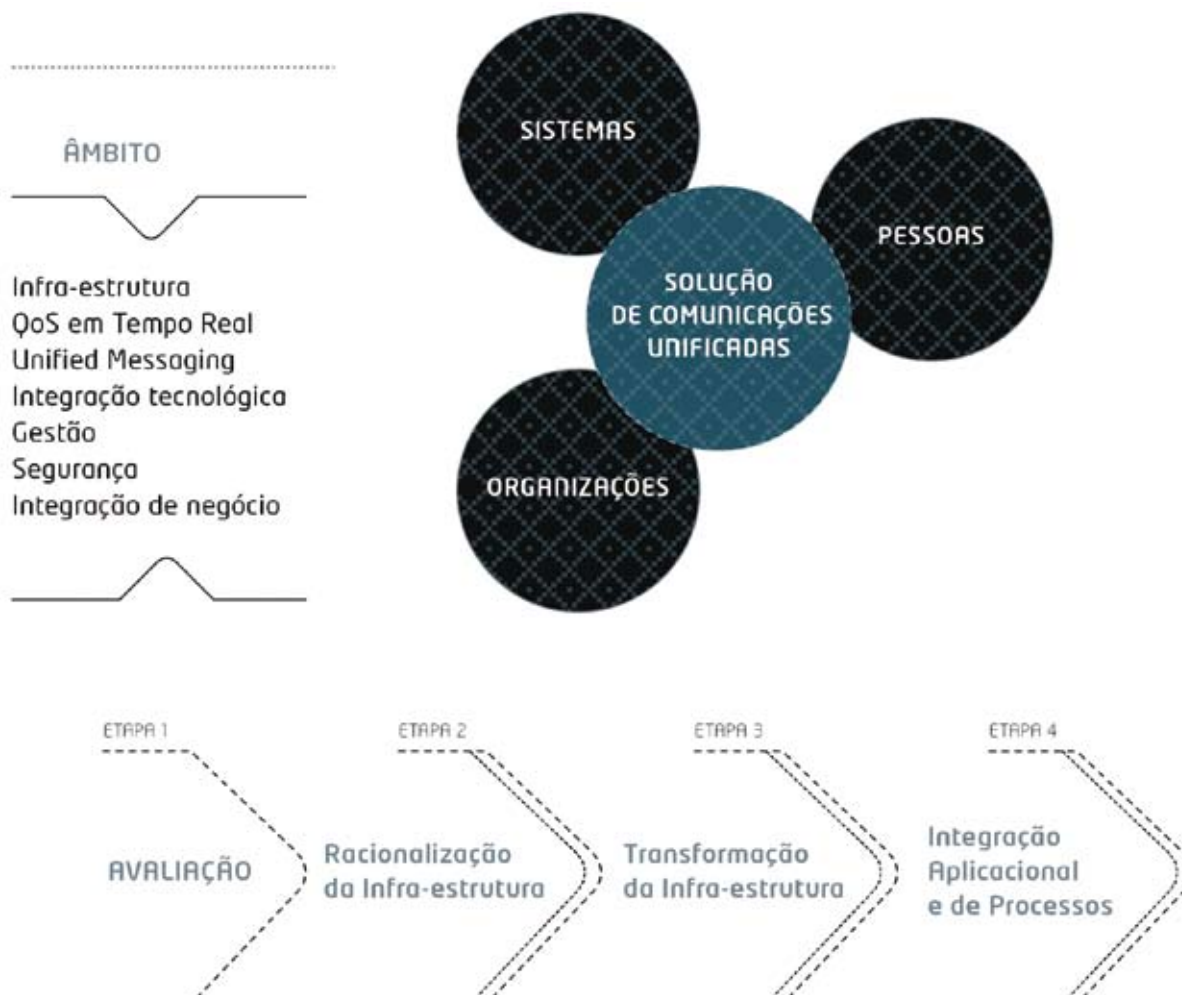 ÂMBITO
Infra-estrutura
QoS em Tempo Real
Unified Messaging
Integração tecnológica
Gestão
Segurança
Integração de negócio
SISTEMAS
PESSOAS
SOLUÇÃO
DE COMUNICAÇÕES
UNIFICADAS
ORGANIZAÇÕES
ETAPA 1
AVALIAÇÃO
ETAPA 2
Racionalização
da Infra-estrutura
ETAPA 3
Transformação
da Infra-estrutura
ETAPA 4
Integração
Aplicacional
e de Processos